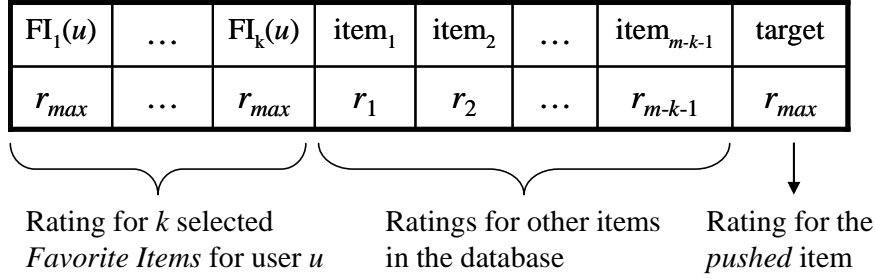 FI1(u) … FIk(u) item1 item2 … itemm-k-1 target
rmax … rmax r1 r2 … rm-k-1 rmax
Rating for k selected Ratings for other items Rating for the
Favorite Items for user u in the database pushed item